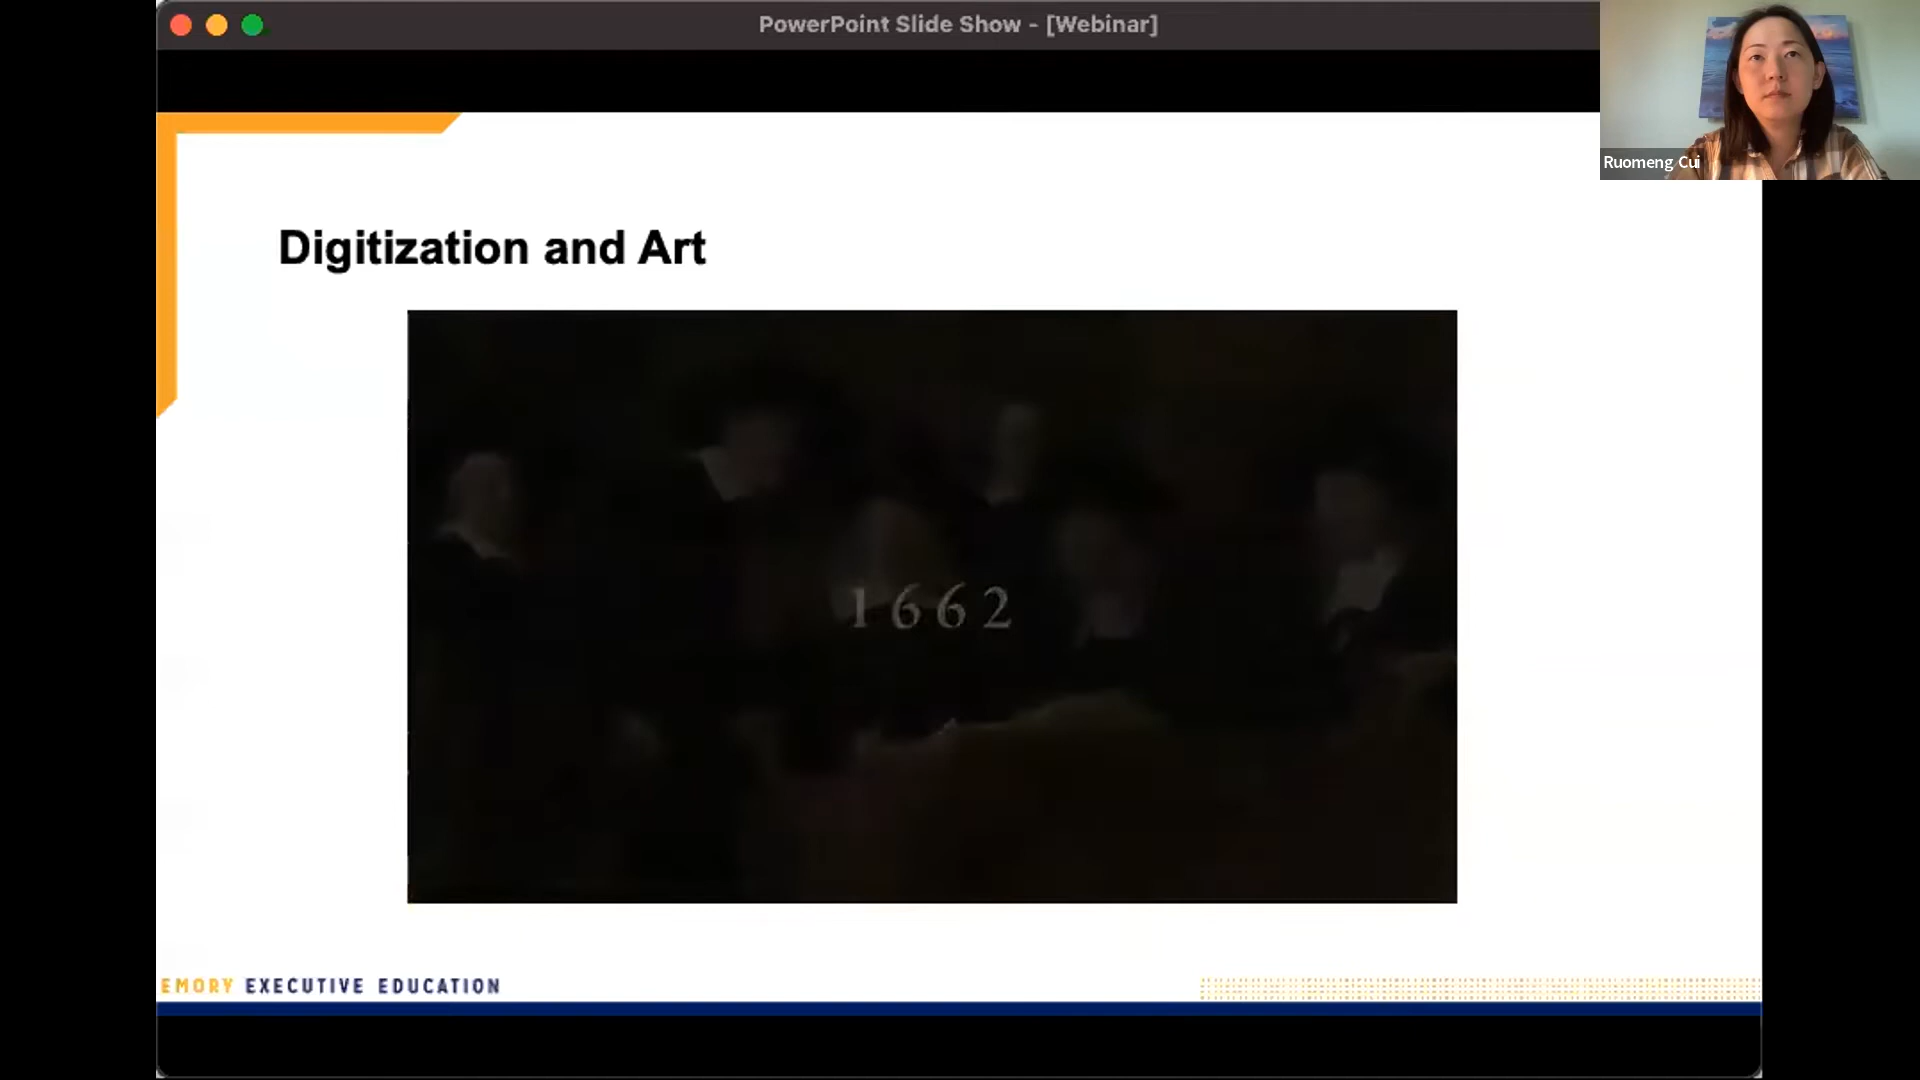 PowerPoint Slide Show - [Webinar]
Ruomeng Cui
Digitization and Art
1662
EMORY EXECUTIVE EDUCATION